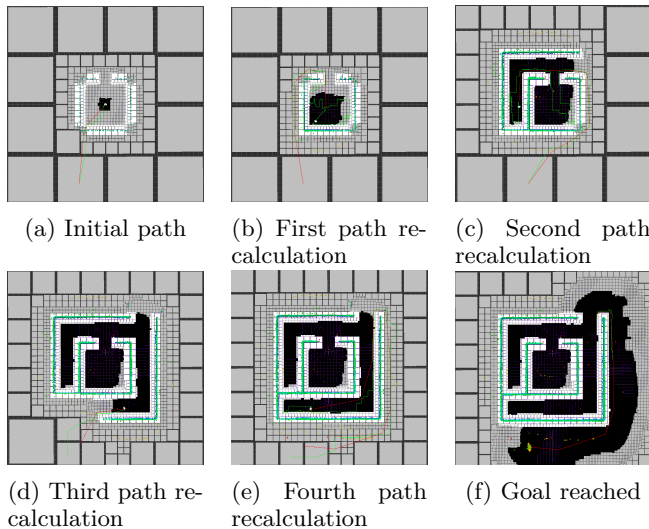 (a) Initial path
(b) First path re-
calculation
(c) Second path
recalculation
(d) Third path re-
calculation
(e) Fourth path
recalculation
(f) Goal reached